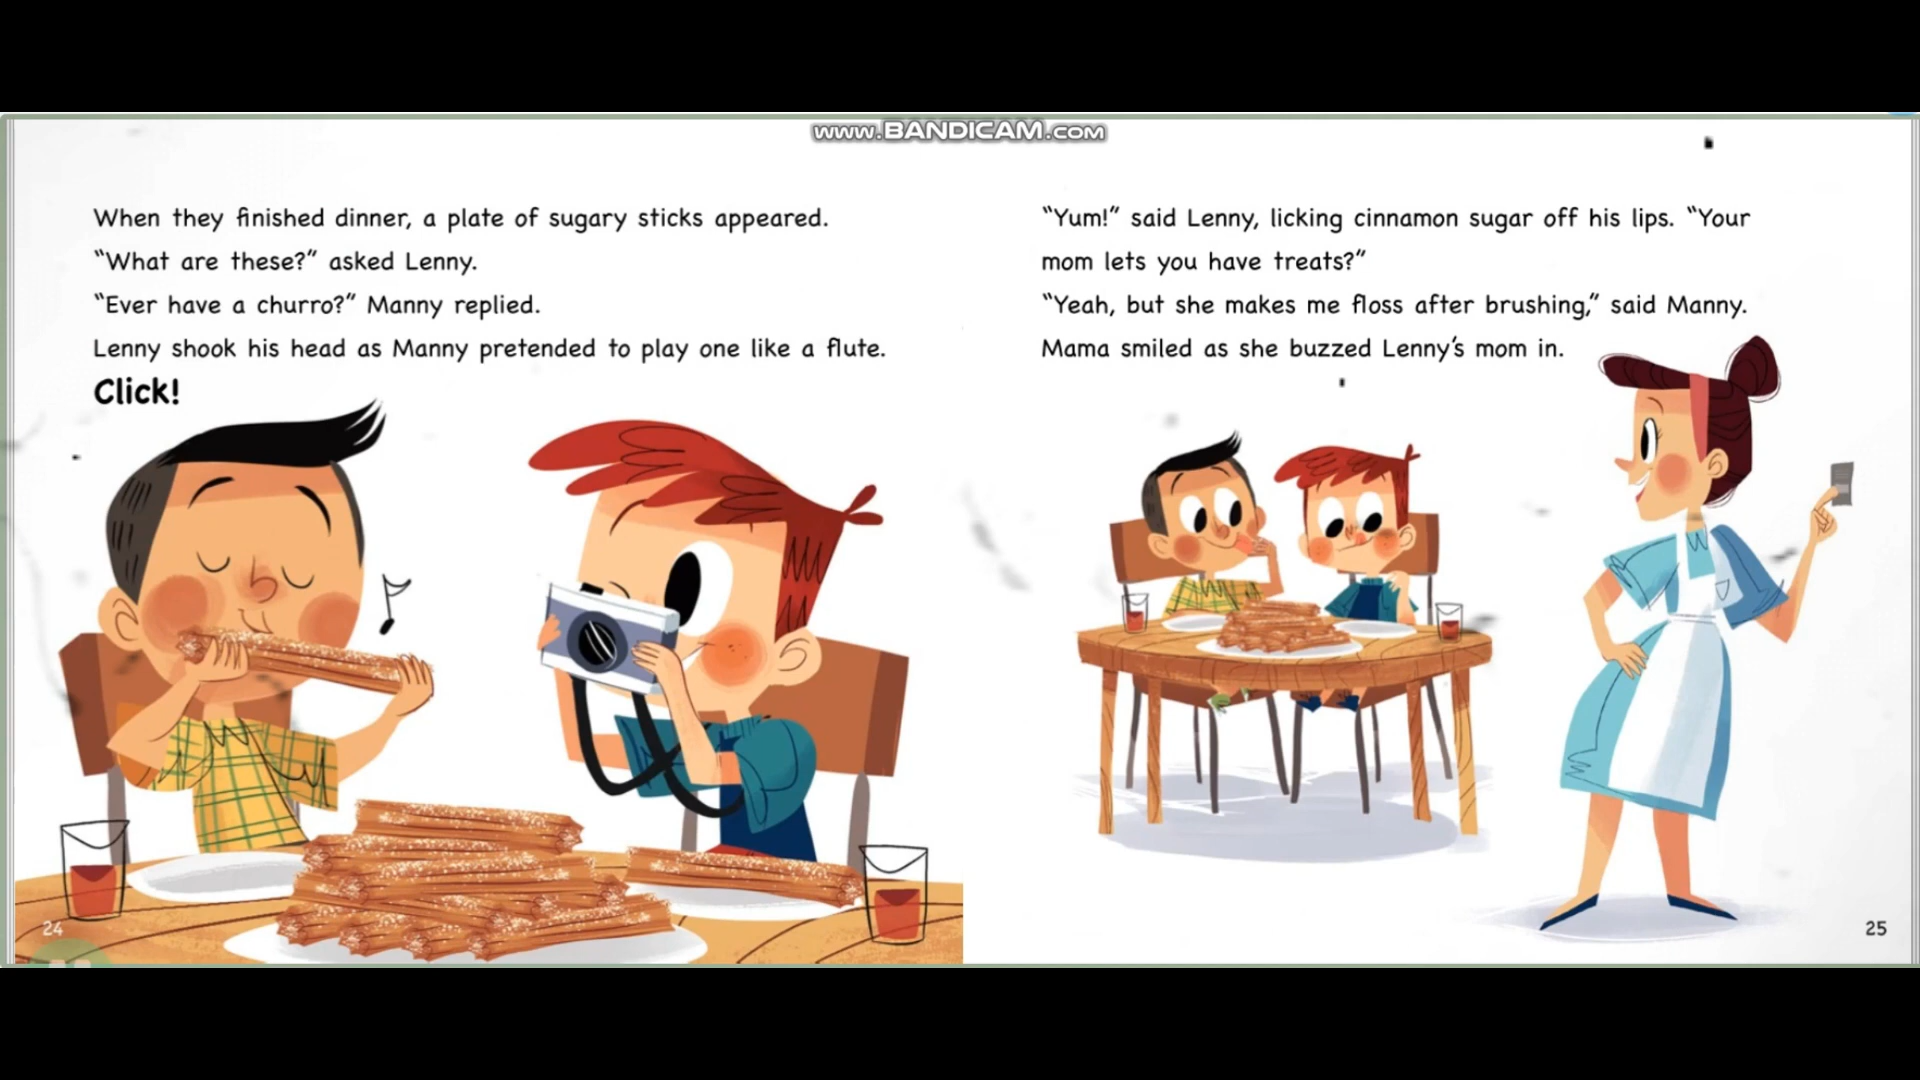 www.BANDICAM.com
When they finished dinner, a plate of sugary sticks appeared.
“What are these?” asked Lenny.
“Ever have a churro?” Manny replied.
Lenny shook his head as Manny pretended to play one like a flute.
Click!
24
“Yum!” said Lenny, licking cinnamon sugar off his lips. “Your
mom lets you have treats?”
“Yeah, but she makes me floss after brushing,” said Manny.
Mama smiled as she buzzed Lenny’s mom in.
25